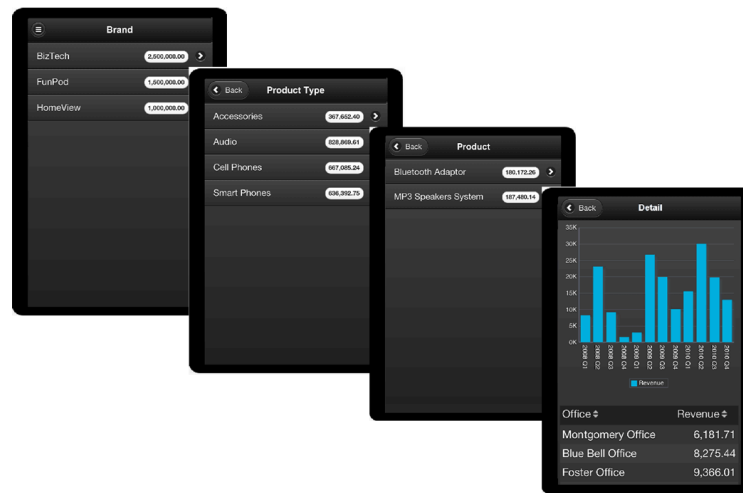 Brand
BizTech 2,500,008.00
FunPod 1,500,008.00
HomeView 1,000,008.00
Back Product Type
Accessories 367,652.40
Audio 828,869.61
Cell Phones 667,085.24
Smart Phones 636,392.75
Back Product
Bluetooth Adaptor 180,172.26
MP3 Speakers System 187,480.14
Back Detail
35K
30K
25K
20K
15K
10K
5K
0K
2008 Q1 2008 Q2 2008 Q3 2008 Q4 2009 Q1 2009 Q2 2009 Q3 2009 Q4 2010 Q1 2010 Q2 2010 Q3 2010 Q4
Revenue
Office Revenue
Montgomery Office 6,181.71
Blue Bell Office 8,275.44
Foster Office 9,366.01